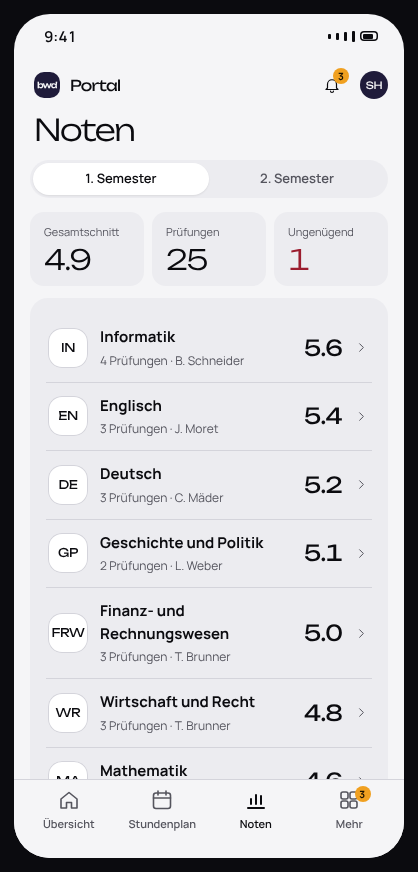 9:41
bwd Portal 3 SH
Noten
1. Semester 2. Semester
Gesamtschnitt Prüfungen Ungenügend
4.9 25 1
Informatik
IN 5.6
4 Prüfungen · B. Schneider
Englisch
EN 5.4
3 Prüfungen · J. Moret
Deutsch
DE 5.2
3 Prüfungen · C. Mäder
Geschichte und Politik
GP 5.1
2 Prüfungen · L. Weber
Finanz- und
FRW Rechnungswesen 5.0
3 Prüfungen · T. Brunner
Wirtschaft und Recht
WR 4.8
3 Prüfungen · T. Brunner
Mathematik
MA 4.6
3
Übersicht Stundenplan Noten Mehr